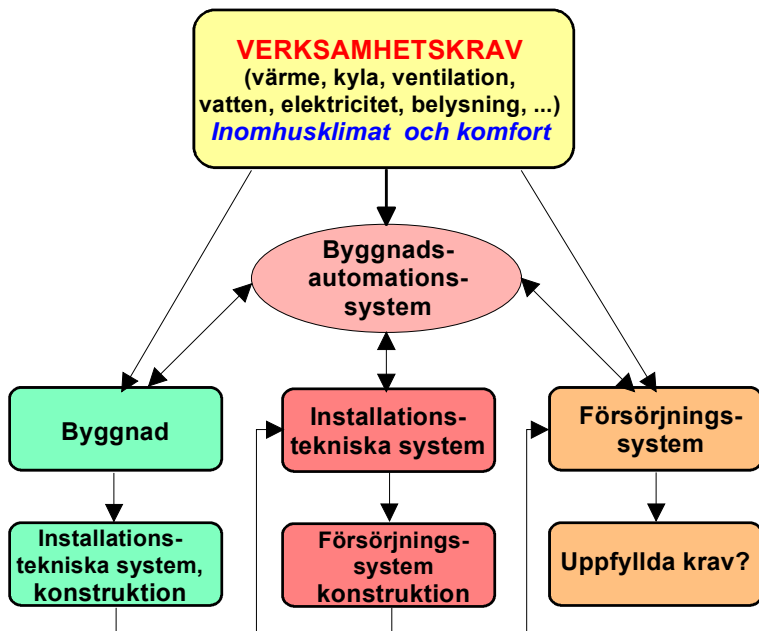 VERKSAMHETSKRAV
(värme, kyla, ventilation,
vatten, elektricitet, belysning, ...)
Inomhusklimat och komfort
Byggnads-
automations-
system
Byggnad
Installations-
tekniska system
Försörjnings-
system
Installations-
tekniska system,
konstruktion
Försörjnings-
system
konstruktion
Uppfyllda krav?